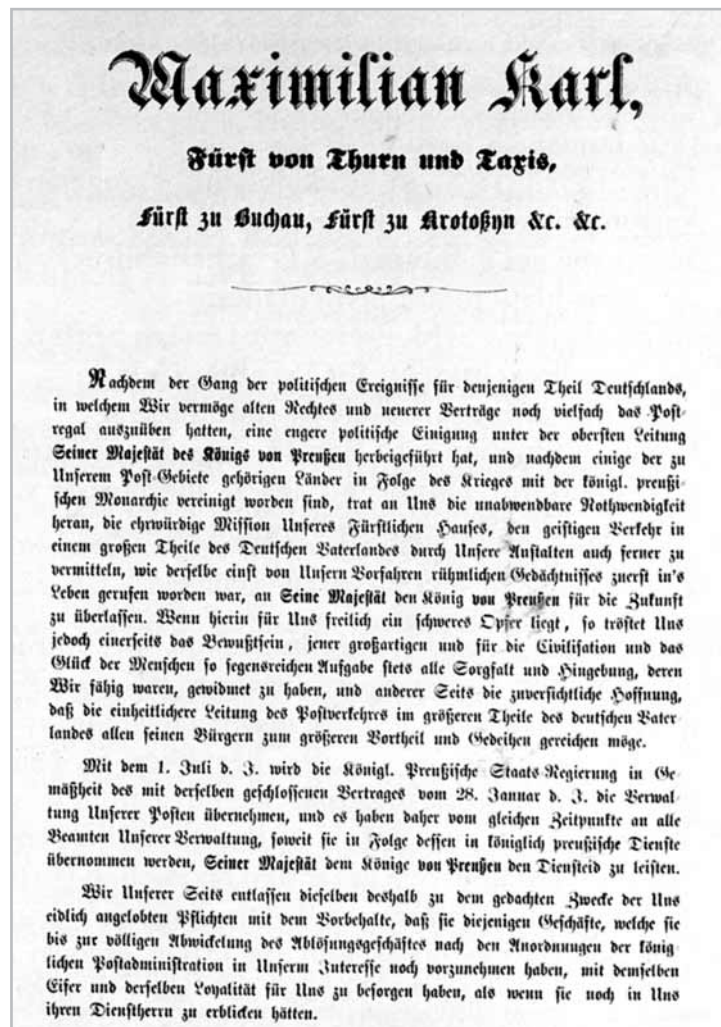 Maximilian Karl,
Fürst von Thurn und Taxis,
Fürst zu Buchau, Fürst zu Krotoßyn &c. &c.
Nachdem der Gang der politischen Ereignisse für denjenigen Theil Deutschlands,
in welchem Wir vermöge alten Rechtes und neuerer Verträge noch vielfach das Post-
regal auszuüben hatten, eine engere politische Einigung unter der obersten Leitung
Seiner Majestät des Königs von Preußen herbeigeführt hat, und nachdem einige der zu
Unserem Post-Gebiete gehörigen Länder in Folge des Krieges mit der königl. preußi-
schen Monarchie vereinigt worden sind, trat an Uns die unabwendbare Nothwendigkeit
heran, die ehrwürdige Mission Unseres Fürstlichen Hauses, den geistigen Verkehr in
einem großen Theile des Deutschen Vaterlandes durch Unsere Anstalten auch ferner zu
vermitteln, wie derselbe einst von Unsern Vorfahren rühmlichen Gedächtnisses zuerst in's
Leben gerufen worden war, an Seine Majestät den König von Preußen für die Zukunft
zu überlassen. Wenn hierin für Uns freilich ein schweres Opfer liegt, so tröstet Uns
jedoch einerseits das Bewußtsein, jener großartigen und für die Civilisation und das
Glück der Menschen so segensreichen Aufgabe stets alle Sorgfalt und Hingebung, deren
Wir fähig waren, gewidmet zu haben, und anderer Seits die zuversichtliche Hoffnung,
daß die einheitlichere Leitung des Postverkehres im größeren Theile des deutschen Vater-
landes allen seinen Bürgern zum größeren Vortheil und Gedeihen gereichen möge.
Mit dem 1. Juli d. J. wird die Königl. Preußische Staats-Regierung in Ge-
mäßheit des mit derselben geschlossenen Vertrages vom 28. Januar d. J. die Verwal-
tung Unserer Posten übernehmen, und es haben daher vom gleichen Zeitpunkte an alle
Beamten Unserer Verwaltung, soweit sie in Folge dessen in königlich preußische Dienste
übernommen werden, Seiner Majestät dem Könige von Preußen den Diensteid zu leisten.
Wir Unserer Seits entlassen dieselben deshalb zu dem gedachten Zwecke der Uns
eidlich angelobten Pflichten mit dem Vorbehalte, daß sie diejenigen Geschäfte, welche sie
bis zur völligen Abwickelung des Ablösungsgeschäftes nach den Anordnungen der könig-
lichen Postadministration in Unserm Interesse noch vorzunehmen haben, mit demselben
Eifer und derselben Loyalität für Uns zu besorgen haben, als wenn sie noch in Uns
ihren Dienstherrn zu erblicken hätten.